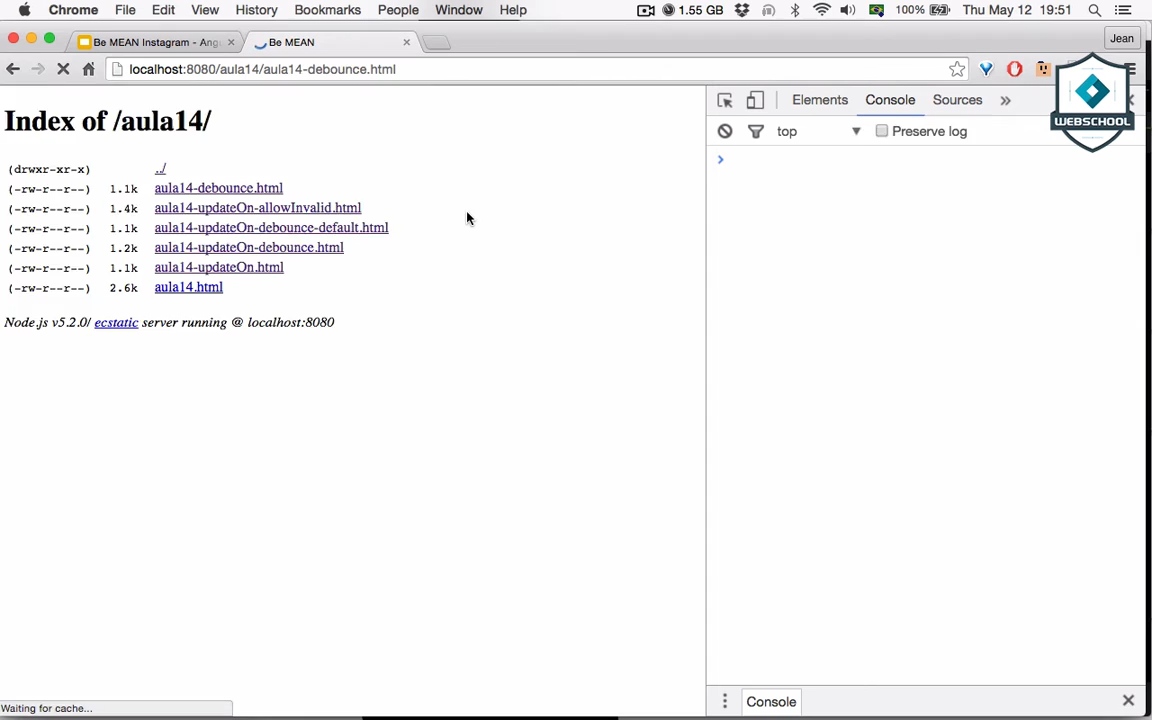 Chrome File Edit View History Bookmarks People Window Help 1.55 GB 100% Thu May 12 19:51
Be MEAN Instagram - Ang Be MEAN Jean
localhost:8080/aula14/aula14-debounce.html
WEBSCHOOL
Elements Console Sources »
top Preserve log
Index of /aula14/
(drwxr-xr-x) ../
(-rw-r--r--) 1.1k aula14-debounce.html
(-rw-r--r--) 1.4k aula14-updateOn-allowInvalid.html
(-rw-r--r--) 1.1k aula14-updateOn-debounce-default.html
(-rw-r--r--) 1.2k aula14-updateOn-debounce.html
(-rw-r--r--) 1.1k aula14-updateOn.html
(-rw-r--r--) 2.6k aula14.html
Node.js v5.2.0/ ecstatic server running @ localhost:8080
Waiting for cache...
Console